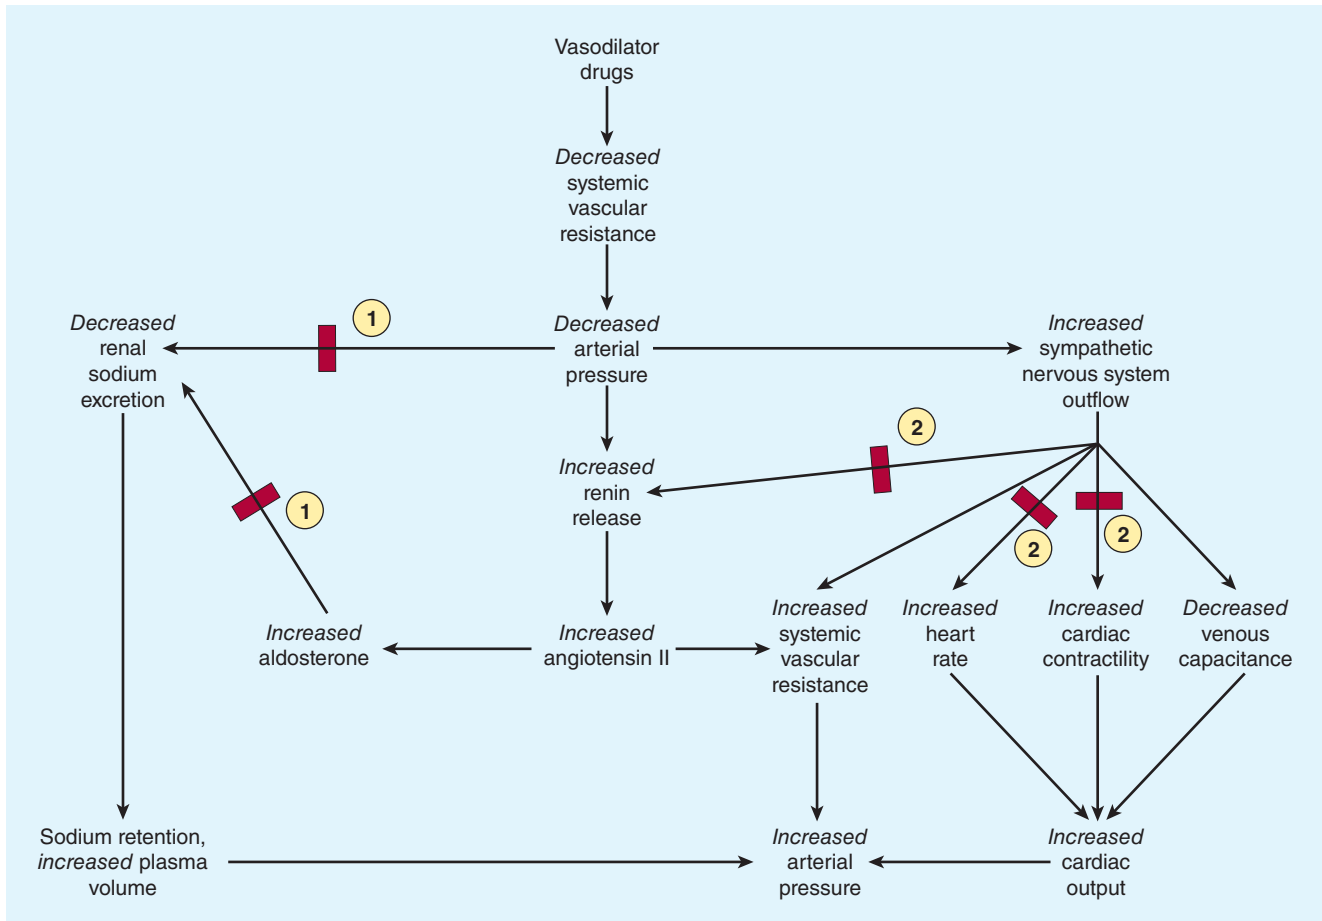 Vasodilator
drugs
Decreased
systemic
vascular
resistance
1
Decreased
renal
sodium
excretion
Decreased
arterial
pressure
Increased
sympathetic
nervous system
outflow
2
Increased
renin
release
1
2
2
Increased
aldosterone
Increased
angiotensin II
Increased
systemic
vascular
resistance
Increased
heart
rate
Increased
cardiac
contractility
Decreased
venous
capacitance
Sodium retention,
increased plasma
volume
Increased
arterial
pressure
Increased
cardiac
output